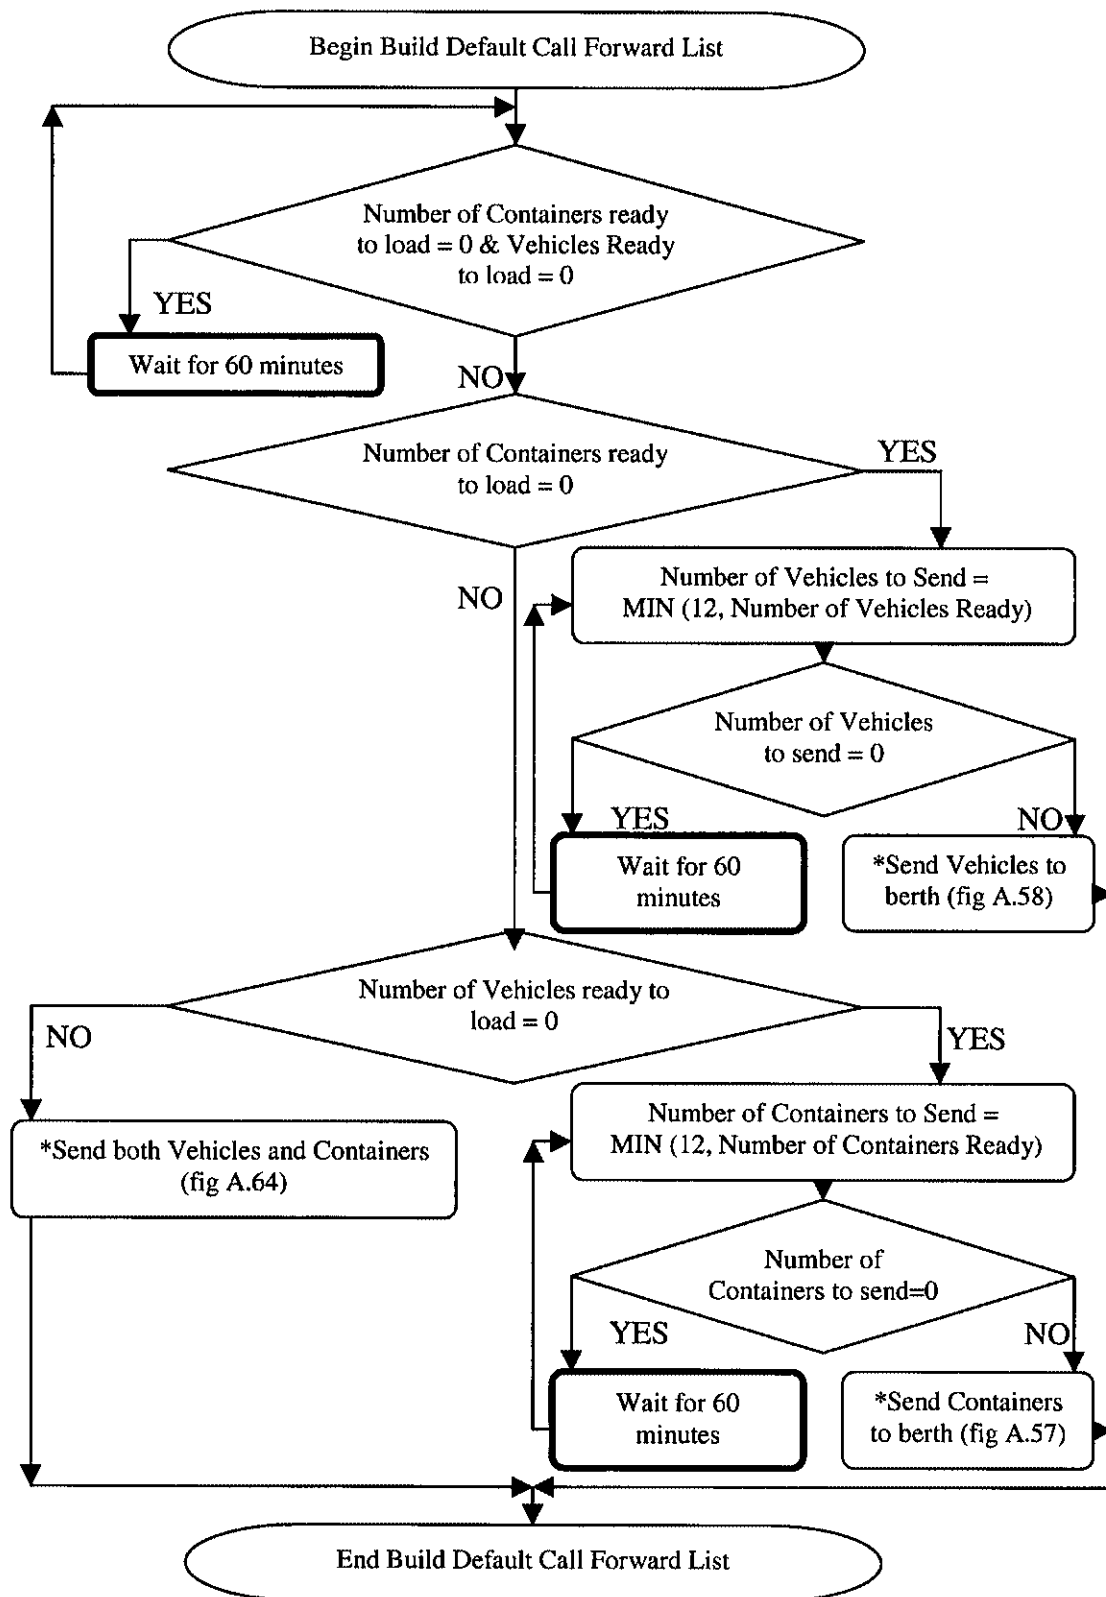 Begin Build Default Call Forward List
Number of Containers ready
to load = 0 & Vehicles Ready
to load = 0
YES
Wait for 60 minutes
NO
Number of Containers ready
to load = 0
YES
NO
Number of Vehicles to Send =
MIN (12, Number of Vehicles Ready)
Number of Vehicles
to send = 0
YES
NO
Wait for 60
minutes
*Send Vehicles to
berth (fig A.58)
Number of Vehicles ready to
load = 0
NO
YES
*Send both Vehicles and Containers
(fig A.64)
Number of Containers to Send =
MIN (12, Number of Containers Ready)
Number of
Containers to send=0
YES
NO
Wait for 60
minutes
*Send Containers
to berth (fig A.57)
End Build Default Call Forward List